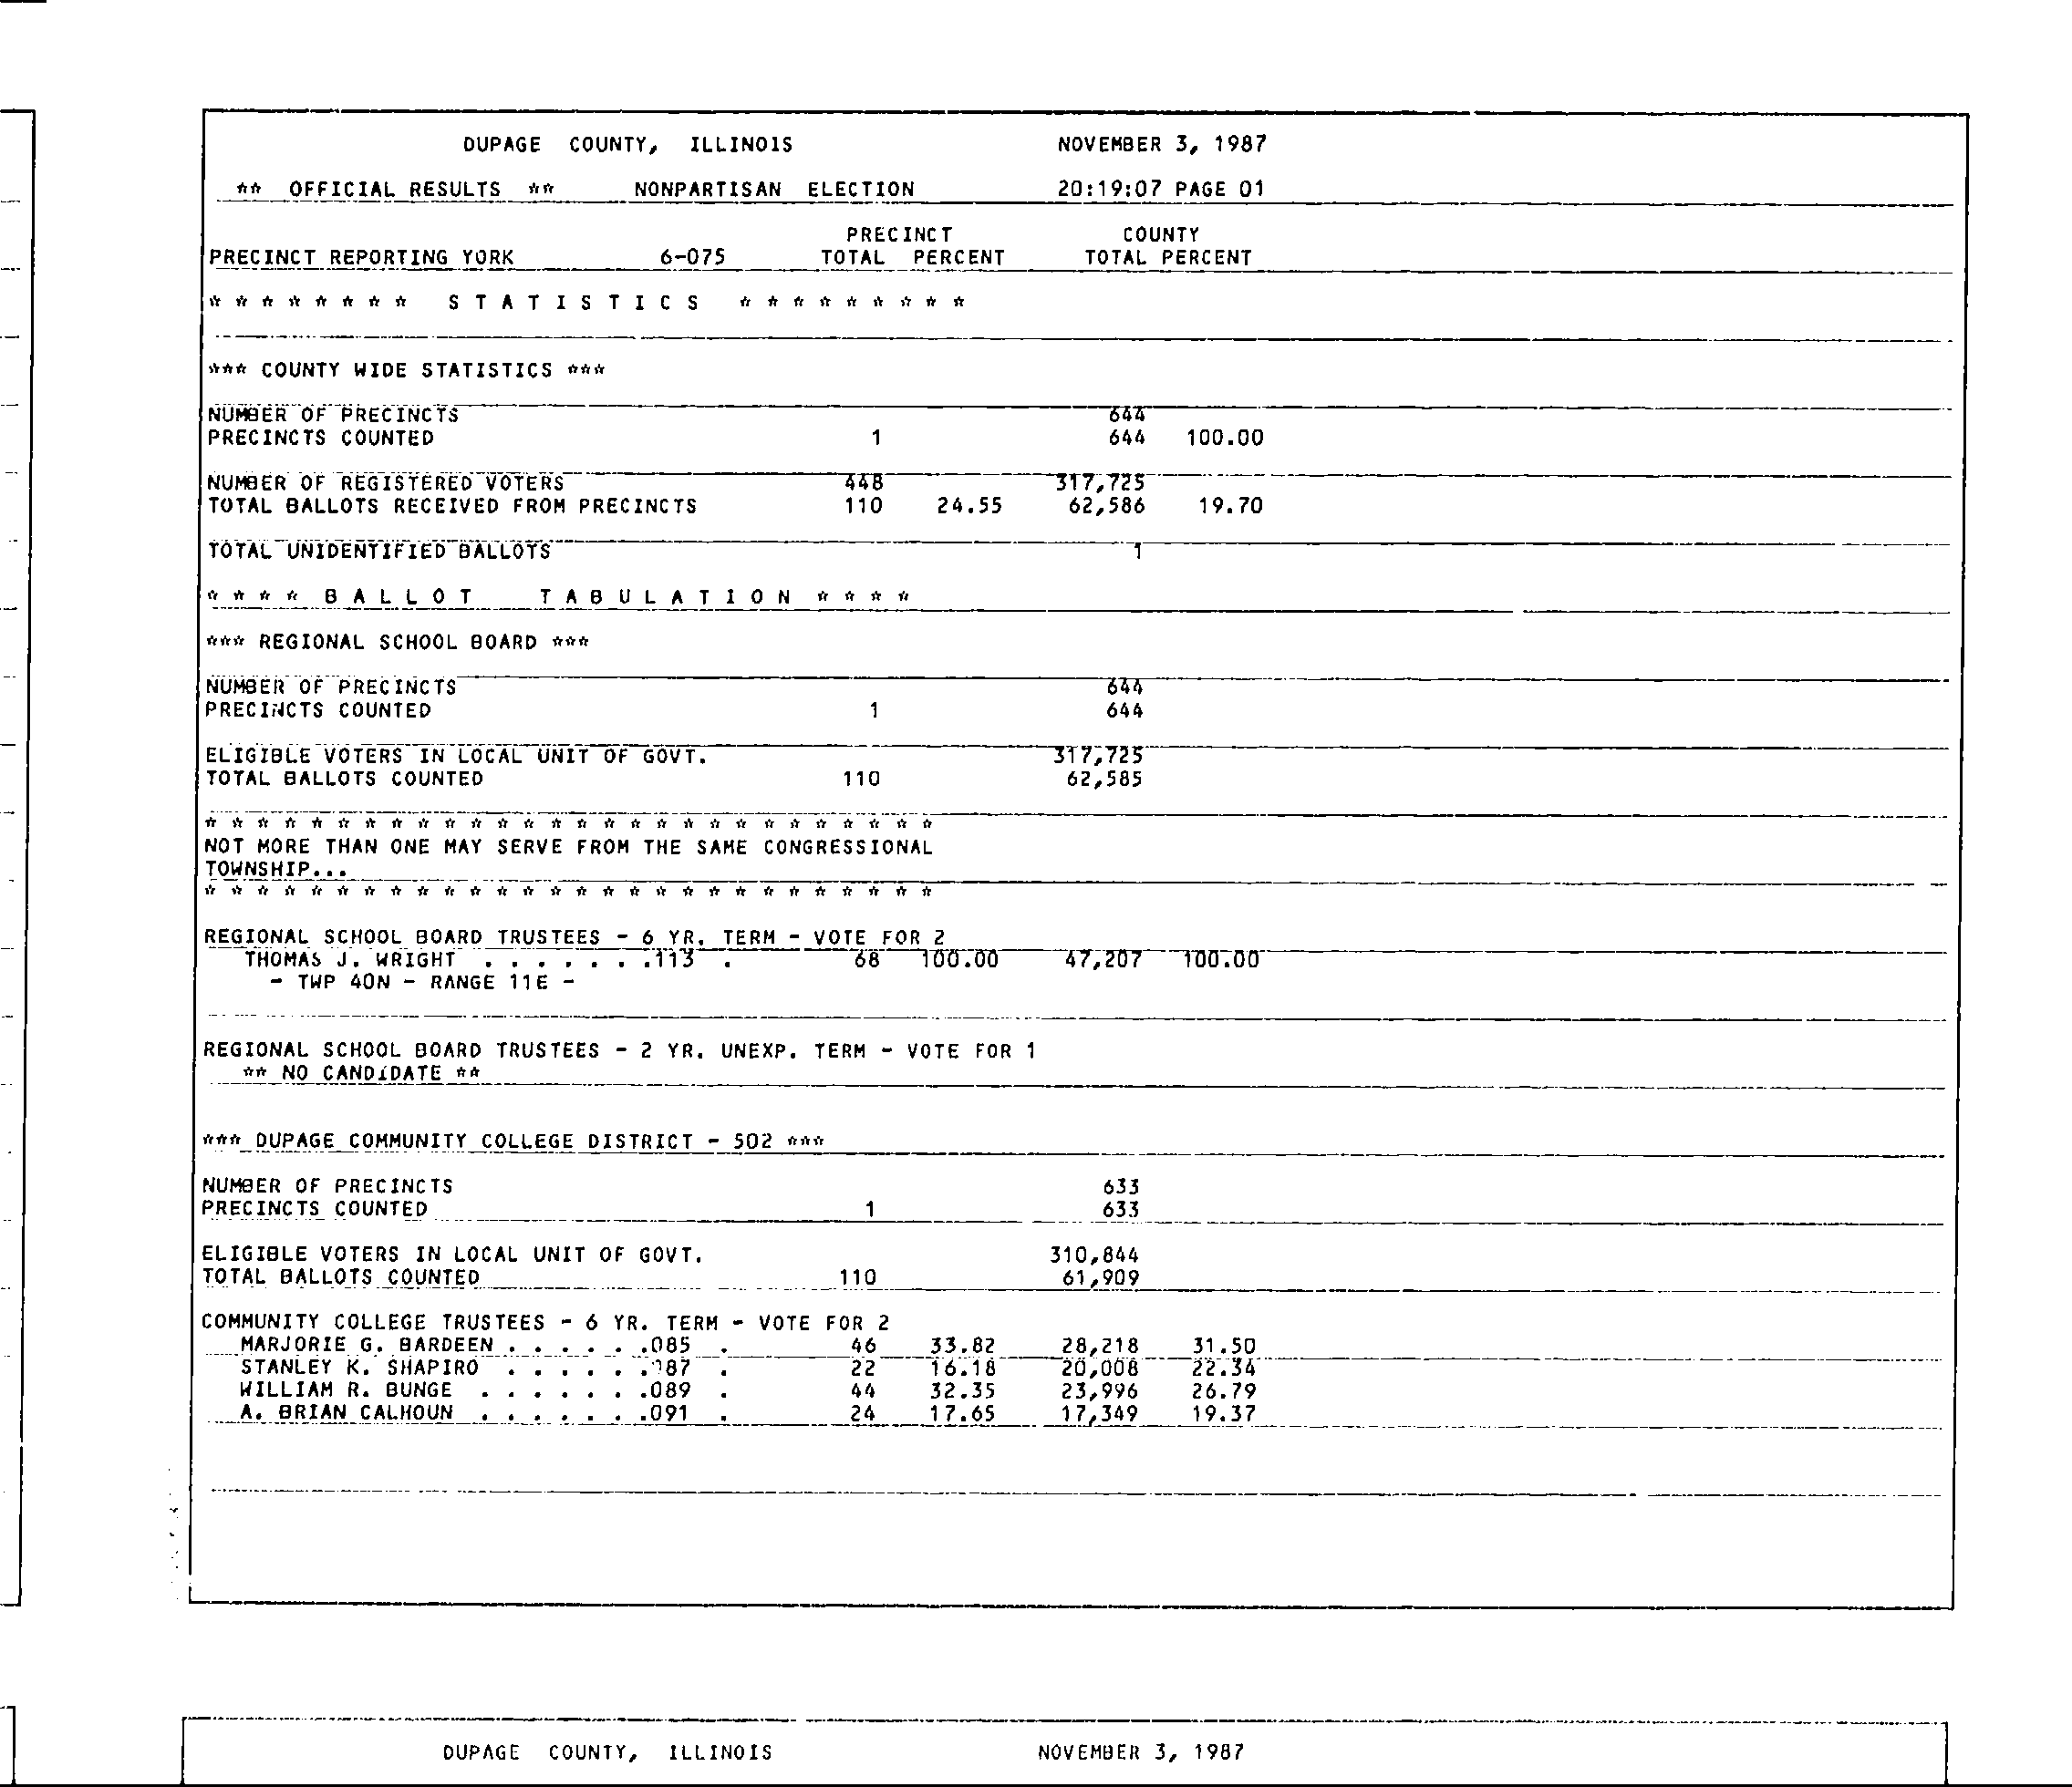 DUPAGE COUNTY, ILLINOIS NOVEMBER 3, 1987
** OFFICIAL RESULTS ** NONPARTISAN ELECTION 20:19:07 PAGE 01
PRECINCT COUNTY
PRECINCT REPORTING YORK 6-075 TOTAL PERCENT TOTAL PERCENT
* * * * * * * * S T A T I S T I C S * * * * * * * * *
*** COUNTY WIDE STATISTICS ***
NUMBER OF PRECINCTS 644
PRECINCTS COUNTED 1 644 100.00
NUMBER OF REGISTERED VOTERS 448 317,725
TOTAL BALLOTS RECEIVED FROM PRECINCTS 110 24.55 62,586 19.70
TOTAL UNIDENTIFIED BALLOTS 1
* * * * B A L L O T T A B U L A T I O N * * * *
*** REGIONAL SCHOOL BOARD ***
NUMBER OF PRECINCTS 644
PRECINCTS COUNTED 1 644
ELIGIBLE VOTERS IN LOCAL UNIT OF GOVT. 317,725
TOTAL BALLOTS COUNTED 110 62,585
* * * * * * * * * * * * * * * * * * * * * * * * * * * *
NOT MORE THAN ONE MAY SERVE FROM THE SAME CONGRESSIONAL
TOWNSHIP...
* * * * * * * * * * * * * * * * * * * * * * * * * * * *
REGIONAL SCHOOL BOARD TRUSTEES - 6 YR. TERM - VOTE FOR 2
THOMAS J. WRIGHT . . . . . . .113 . 68 100.00 47,207 100.00
- TWP 40N - RANGE 11E -
REGIONAL SCHOOL BOARD TRUSTEES - 2 YR. UNEXP. TERM - VOTE FOR 1
** NO CANDIDATE **
*** DUPAGE COMMUNITY COLLEGE DISTRICT - 502 ***
NUMBER OF PRECINCTS 633
PRECINCTS COUNTED 1 633
ELIGIBLE VOTERS IN LOCAL UNIT OF GOVT. 310,844
TOTAL BALLOTS COUNTED 110 61,909
COMMUNITY COLLEGE TRUSTEES - 6 YR. TERM - VOTE FOR 2
MARJORIE G. BARDEEN . . . . . .085 . 46 33.82 28,218 31.50
STANLEY K. SHAPIRO . . . . . . 87 . 22 16.18 20,008 22.34
WILLIAM R. BUNGE . . . . . . .089 . 44 32.35 23,996 26.79
A. BRIAN CALHOUN . . . . . . .091 . 24 17.65 17,349 19.37
DUPAGE COUNTY, ILLINOIS NOVEMBER 3, 1987